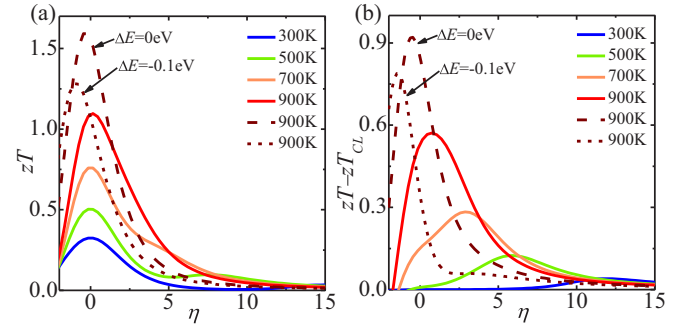 (a)
1.5
1.0
0.5
0.0
zT
ΔE=0eV
ΔE=-0.1eV
300K
500K
700K
900K
900K
900K
0
5
10
15
η
(b)
0.9
0.6
0.3
0.0
zT–zT_CL
ΔE=0eV
ΔE=-0.1eV
300K
500K
700K
900K
900K
900K
0
5
10
15
η